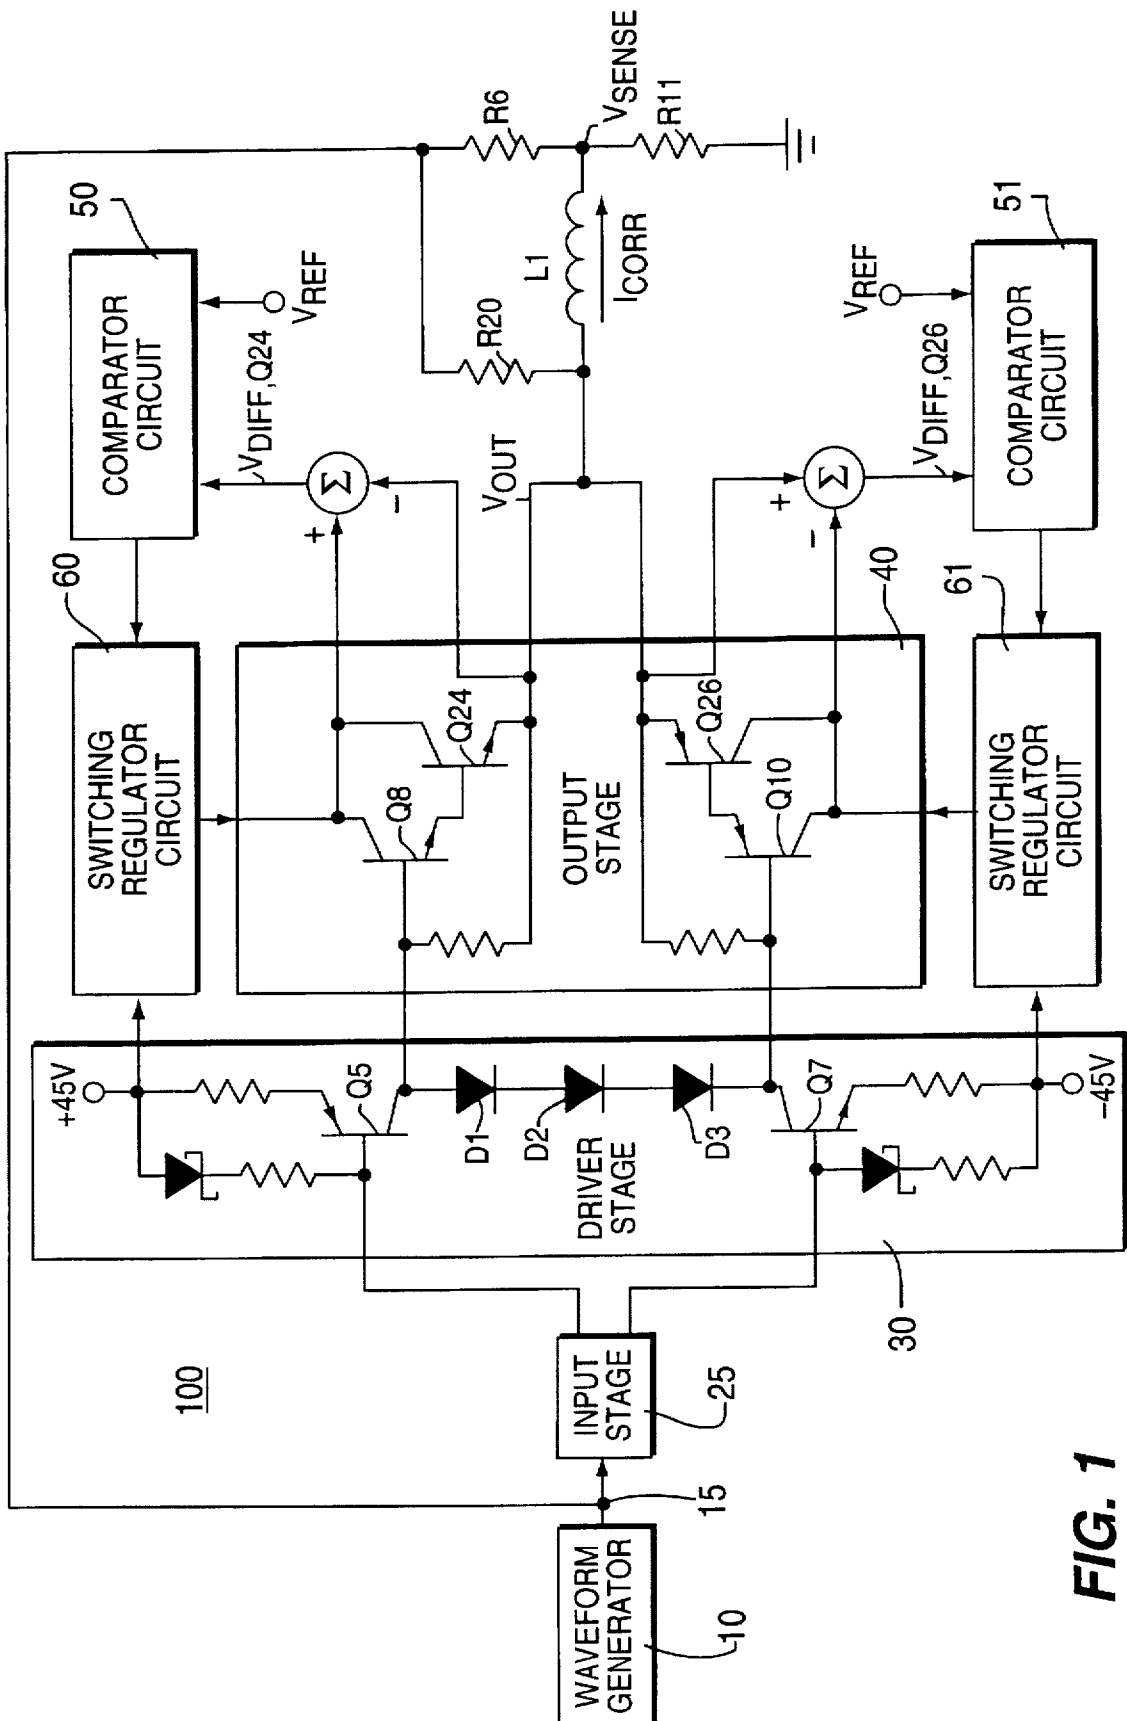 100
WAVEFORM
GENERATOR
10
15
INPUT
STAGE
25
DRIVER
STAGE
30
+45V
Q5
D1
D2
D3
Q7
–45V
SWITCHING
REGULATOR
CIRCUIT
60
OUTPUT
STAGE
40
Q8
Q24
Q26
Q10
SWITCHING
REGULATOR
CIRCUIT
61
COMPARATOR
CIRCUIT
50
VREF
VDIFF,Q24
Σ
+
–
VOUT
R20
L1
ICORR
R6
VSENSE
R11
Σ
+
–
VDIFF,Q26
VREF
COMPARATOR
CIRCUIT
51
FIG. 1